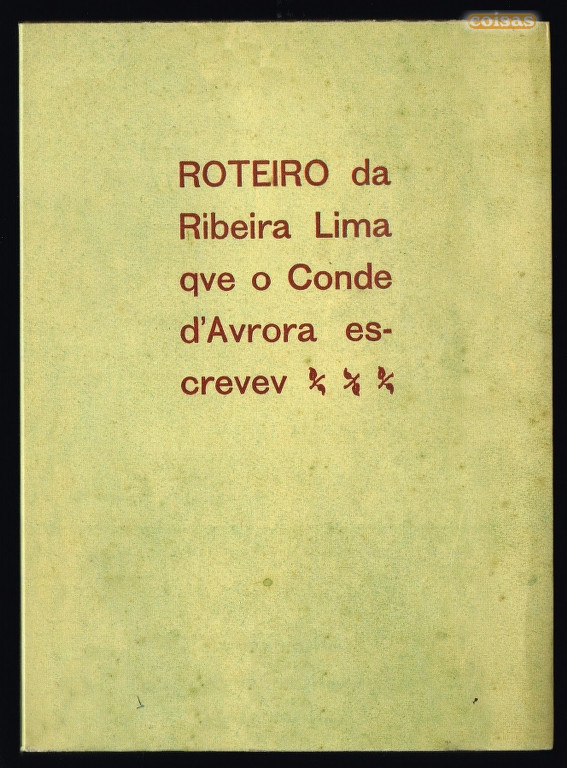 coisas
ROTEIRO da
Ribeira Lima
qve o Conde
d'Avrora es-
crevev